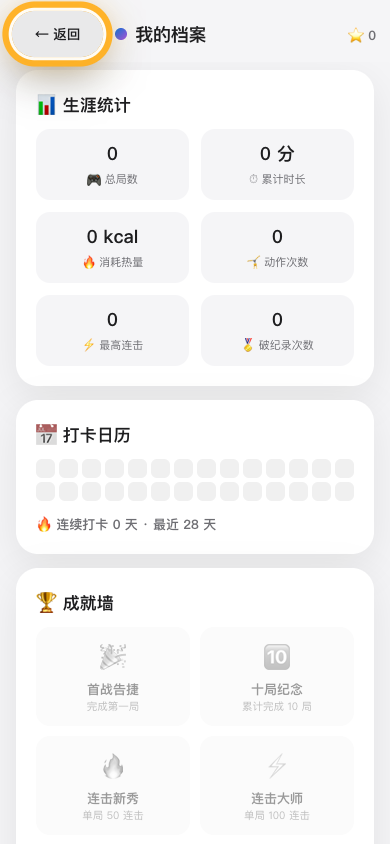 ← 返回
我的档案
⭐ 0
📊 生涯统计
0
🎮 总局数
0 分
⏱ 累计时长
0 kcal
🔥 消耗热量
0
🤸 动作次数
0
⚡ 最高连击
0
🏅 破纪录次数
📅 打卡日历
🔥 连续打卡 0 天 · 最近 28 天
🏆 成就墙
首战告捷
完成第一局
🔟
十局纪念
累计完成 10 局
连击新秀
单局 50 连击
连击大师
单局 100 连击